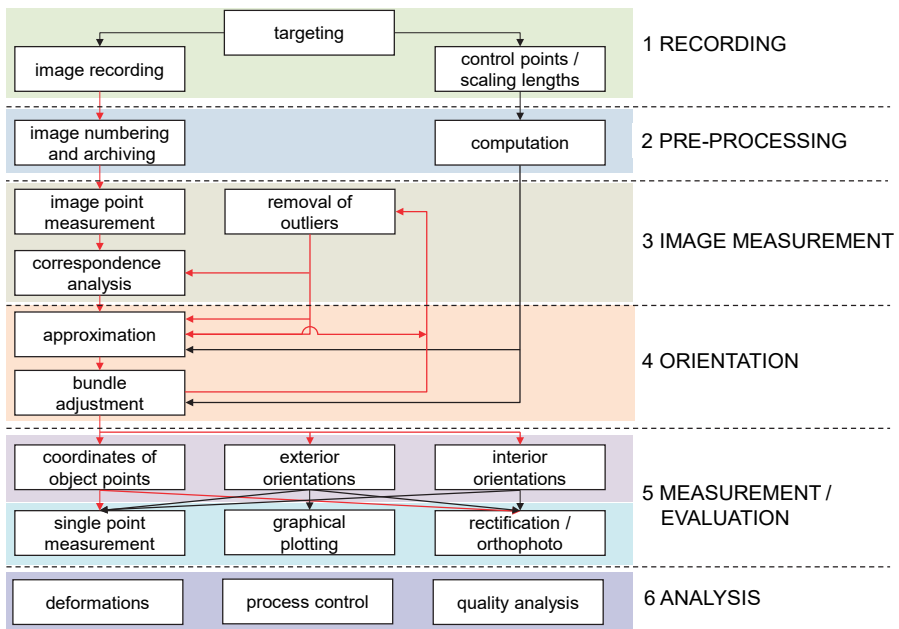 targeting
image recording
control points /
scaling lengths
1 RECORDING
image numbering
and archiving
computation
2 PRE-PROCESSING
image point
measurement
removal of
outliers
correspondence
analysis
3 IMAGE MEASUREMENT
approximation
bundle
adjustment
4 ORIENTATION
coordinates of
object points
exterior
orientations
interior
orientations
single point
measurement
graphical
plotting
rectification /
orthophoto
5 MEASUREMENT /
EVALUATION
deformations
process control
quality analysis
6 ANALYSIS